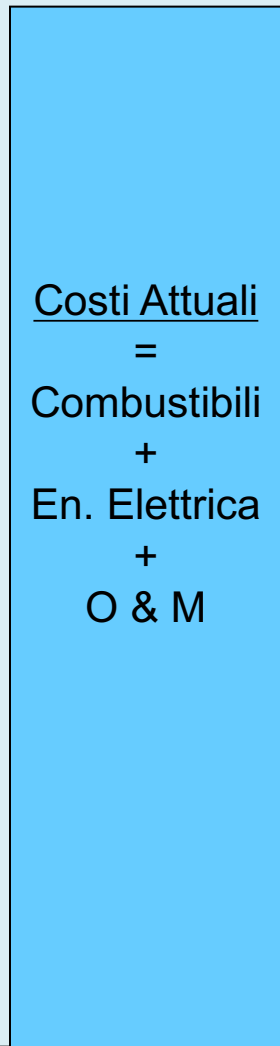 Costi Attuali
=
Combustibili
+
En. Elettrica
+
O & M